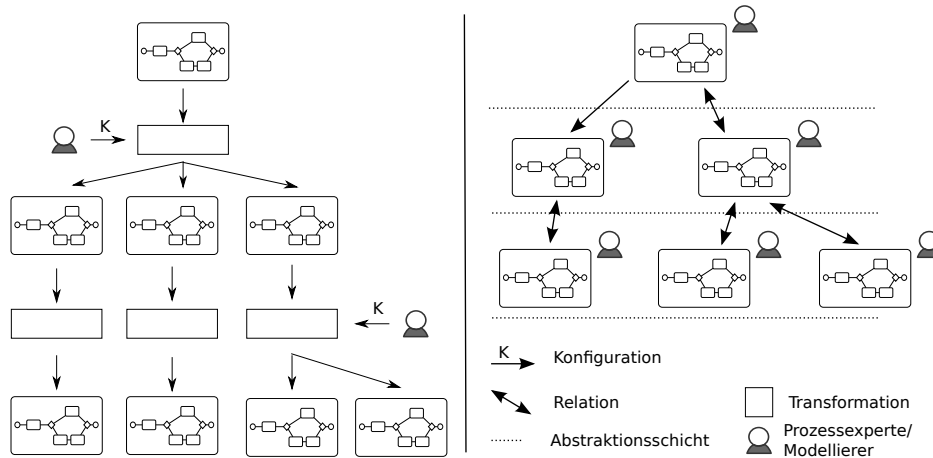 K
K
K
Konfiguration
Relation
Abstraktionsschicht
Transformation
Prozessexperte/
Modellierer